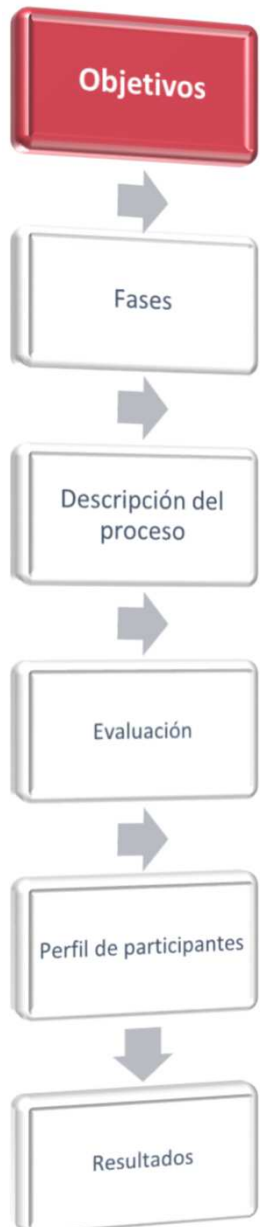 Objetivos
Fases
Descripción del
proceso
Evaluación
Perfil de participantes
Resultados